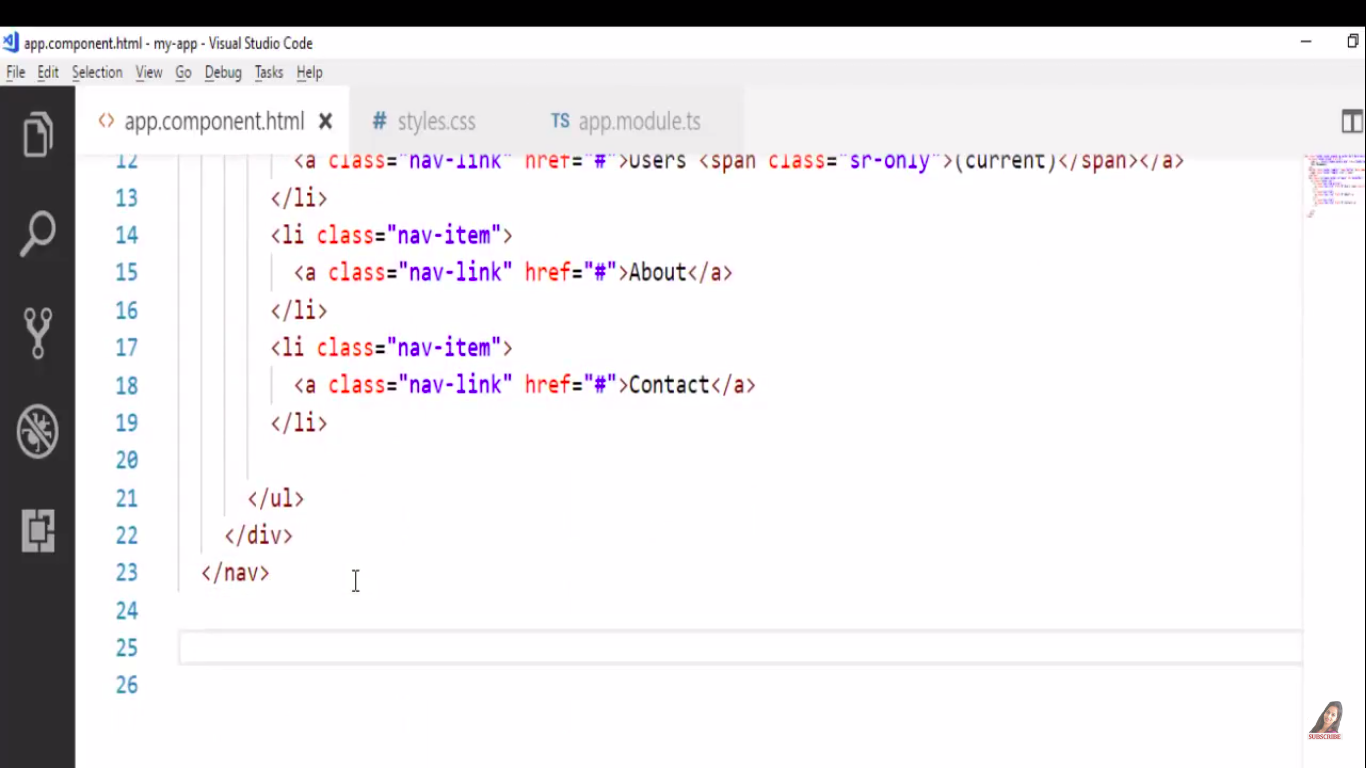 app.component.html - my-app - Visual Studio Code
File Edit Selection View Go Debug Tasks Help
<> app.component.html × # styles.css TS app.module.ts
12 <a class="nav-link" href="#">Users <span class="sr-only">(current)</span></a>
13 </li>
14 <li class="nav-item">
15 <a class="nav-link" href="#">About</a>
16 </li>
17 <li class="nav-item">
18 <a class="nav-link" href="#">Contact</a>
19 </li>
20
21 </ul>
22 </div>
23 </nav>
24
25
26
SUBSCRIBE